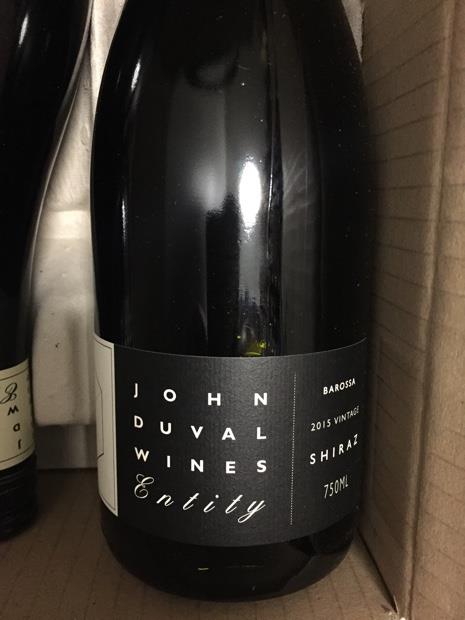 JOHN
DUVAL
WINES
Entity
BAROSSA
2015 VINTAGE
SHIRAZ
750ML